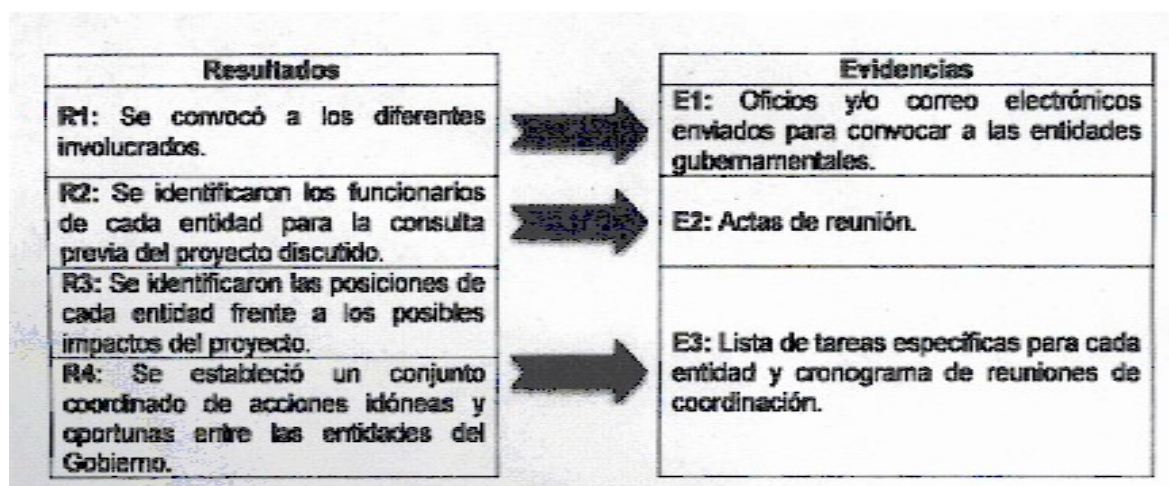 Resultados
R1: Se convocó a los diferentes
involucrados.
R2: Se identificaron los funcionarios
de cada entidad para la consulta
previa del proyecto discutido.
R3: Se identificaron las posiciones de
cada entidad frente a los posibles
impactos del proyecto.
R4: Se estableció un conjunto
coordinado de acciones idóneas y
oportunas entre las entidades del
Gobierno.
Evidencias
E1: Oficios y/o correo electrónicos
enviados para convocar a las entidades
gubernamentales.
E2: Actas de reunión.
E3: Lista de tareas específicas para cada
entidad y cronograma de reuniones de
coordinación.